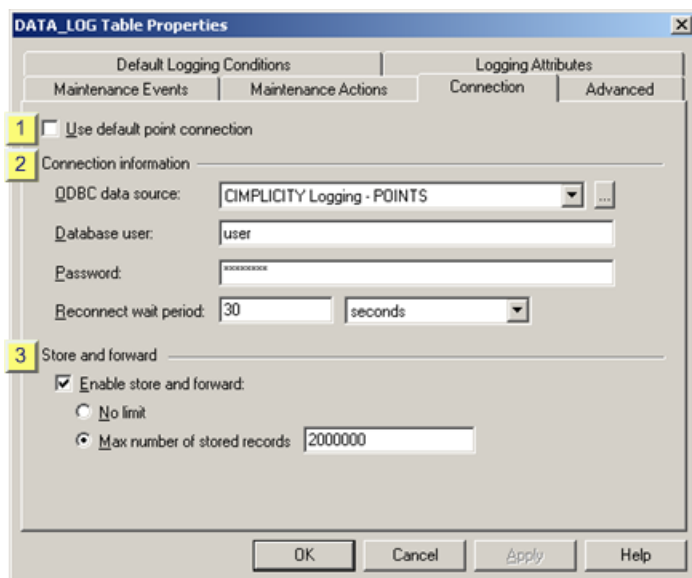 DATA_LOG Table Properties
Default Logging Conditions Logging Attributes
Maintenance Events Maintenance Actions Connection Advanced
1 Use default point connection
2 Connection information
ODBC data source: CIMPLICITY Logging - POINTS ...
Database user: user
Password: ********
Reconnect wait period: 30 seconds
3 Store and forward
Enable store and forward:
No limit
Max number of stored records 2000000
OK Cancel Apply Help